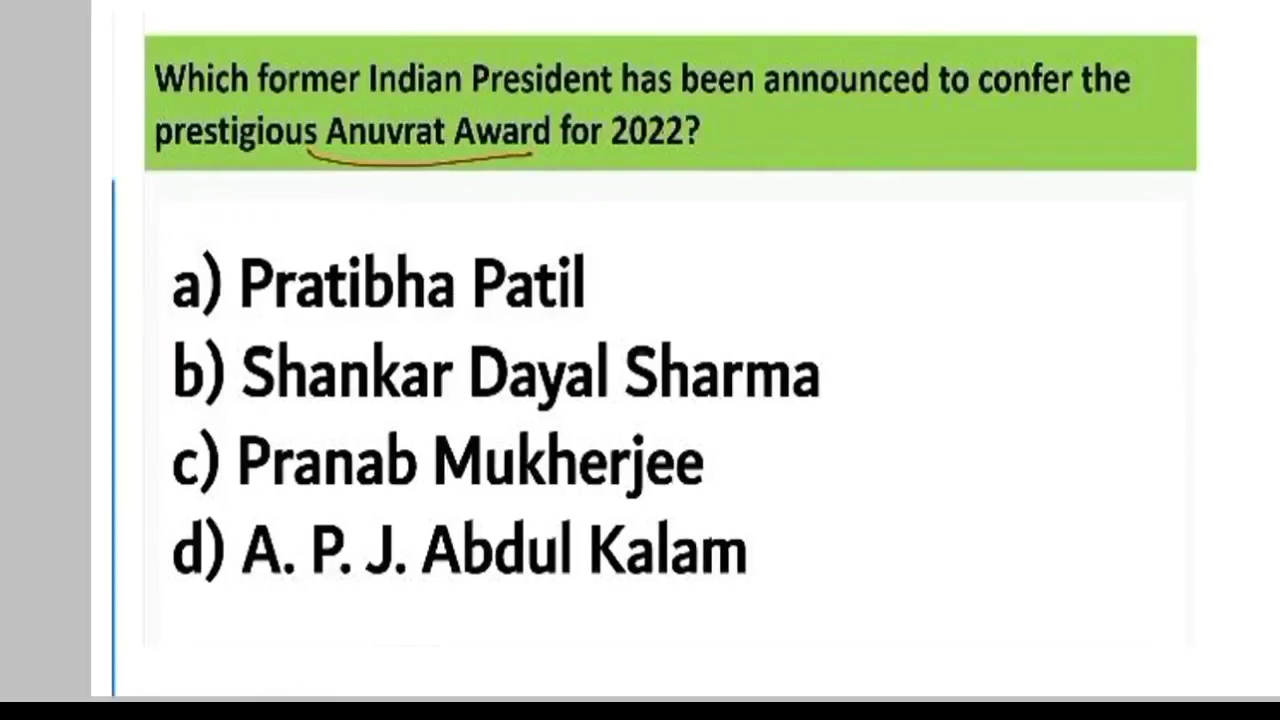 Which former Indian President has been announced to confer the
prestigious Anuvrat Award for 2022?
a) Pratibha Patil
b) Shankar Dayal Sharma
c) Pranab Mukherjee
d) A. P. J. Abdul Kalam